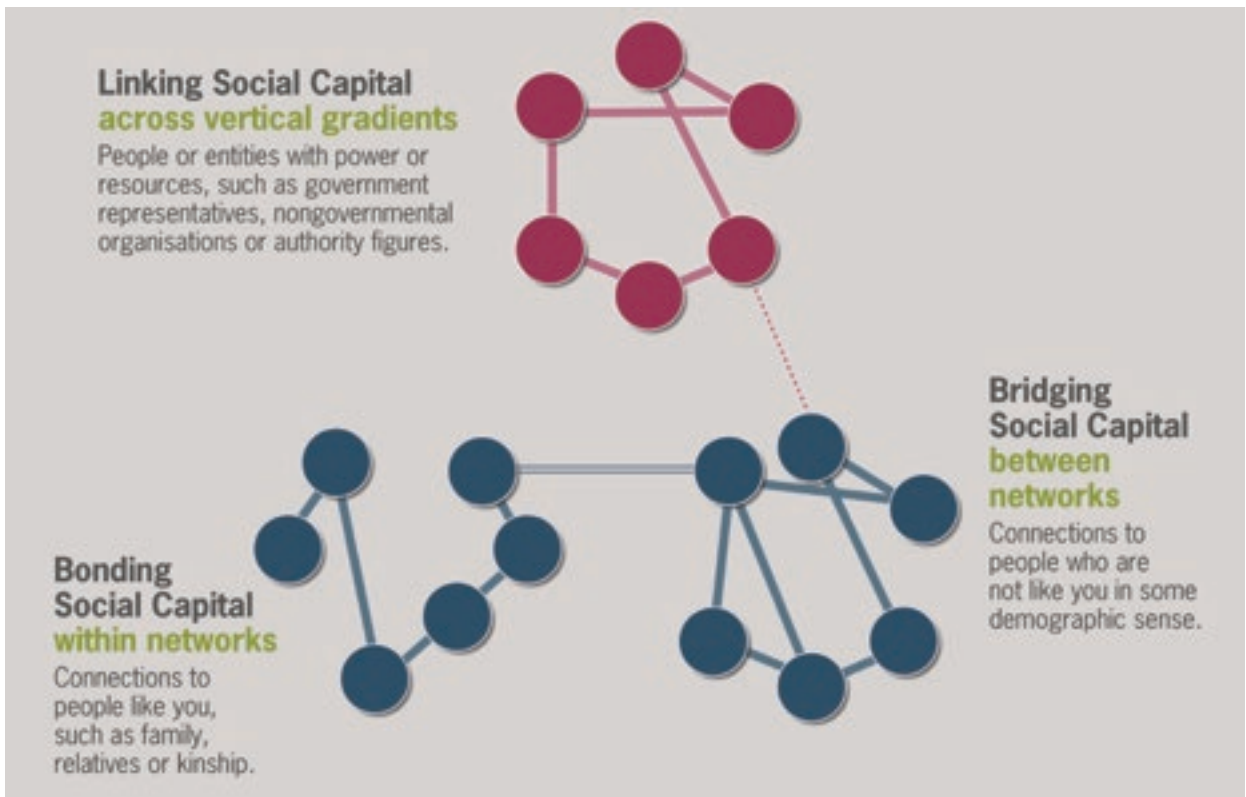 Linking Social Capital
across vertical gradients
People or entities with power or
resources, such as government
representatives, nongovernmental
organisations or authority figures.
Bridging
Social Capital
between
networks
Connections to
people who are
not like you in some
demographic sense.
Bonding
Social Capital
within networks
Connections to
people like you,
such as family,
relatives or kinship.